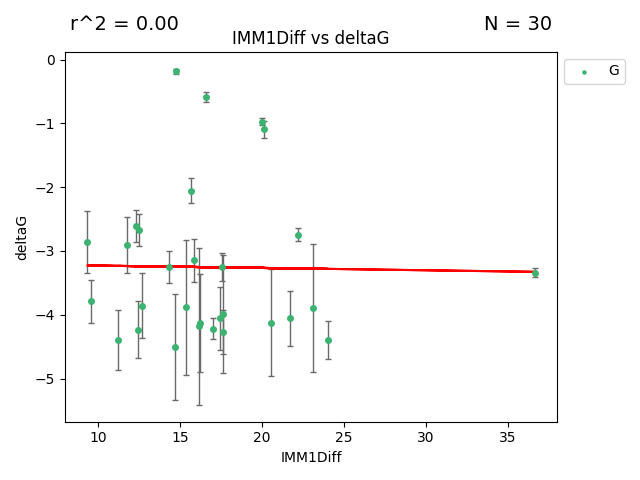 r^2 = 0.00
N = 30
IMM1Diff vs deltaG
G
0
−1
−2
−3
−4
−5
deltaG
10
15
20
25
30
35
IMM1Diff